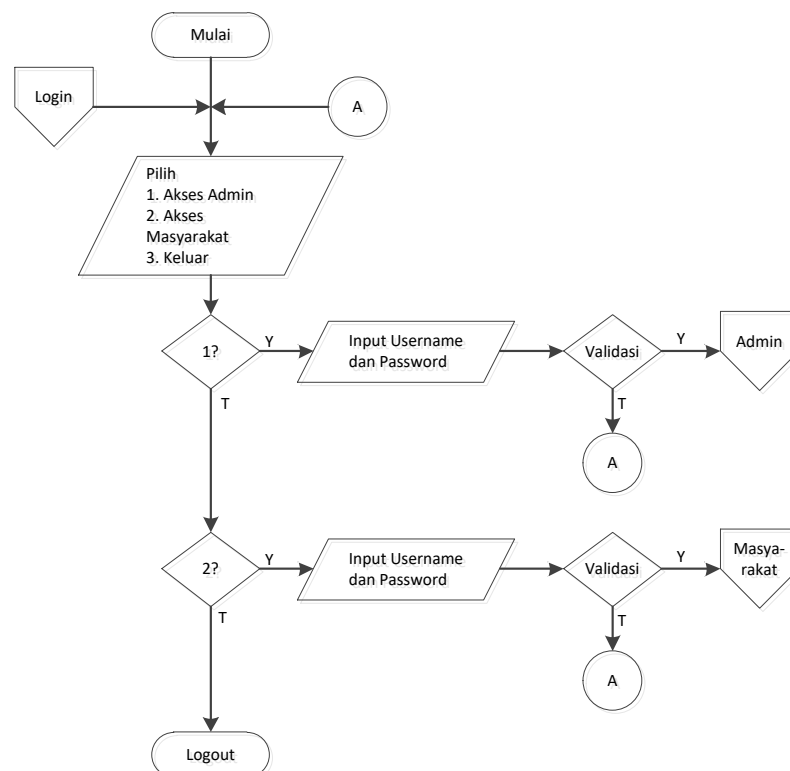 Mulai
Login
A
Pilih
1. Akses Admin
2. Akses
Masyarakat
3. Keluar
1?
Y
Input Username
dan Password
Validasi
Y
Admin
T
T
A
2?
Y
Input Username
dan Password
Validasi
Y
Masya-
rakat
T
T
A
Logout